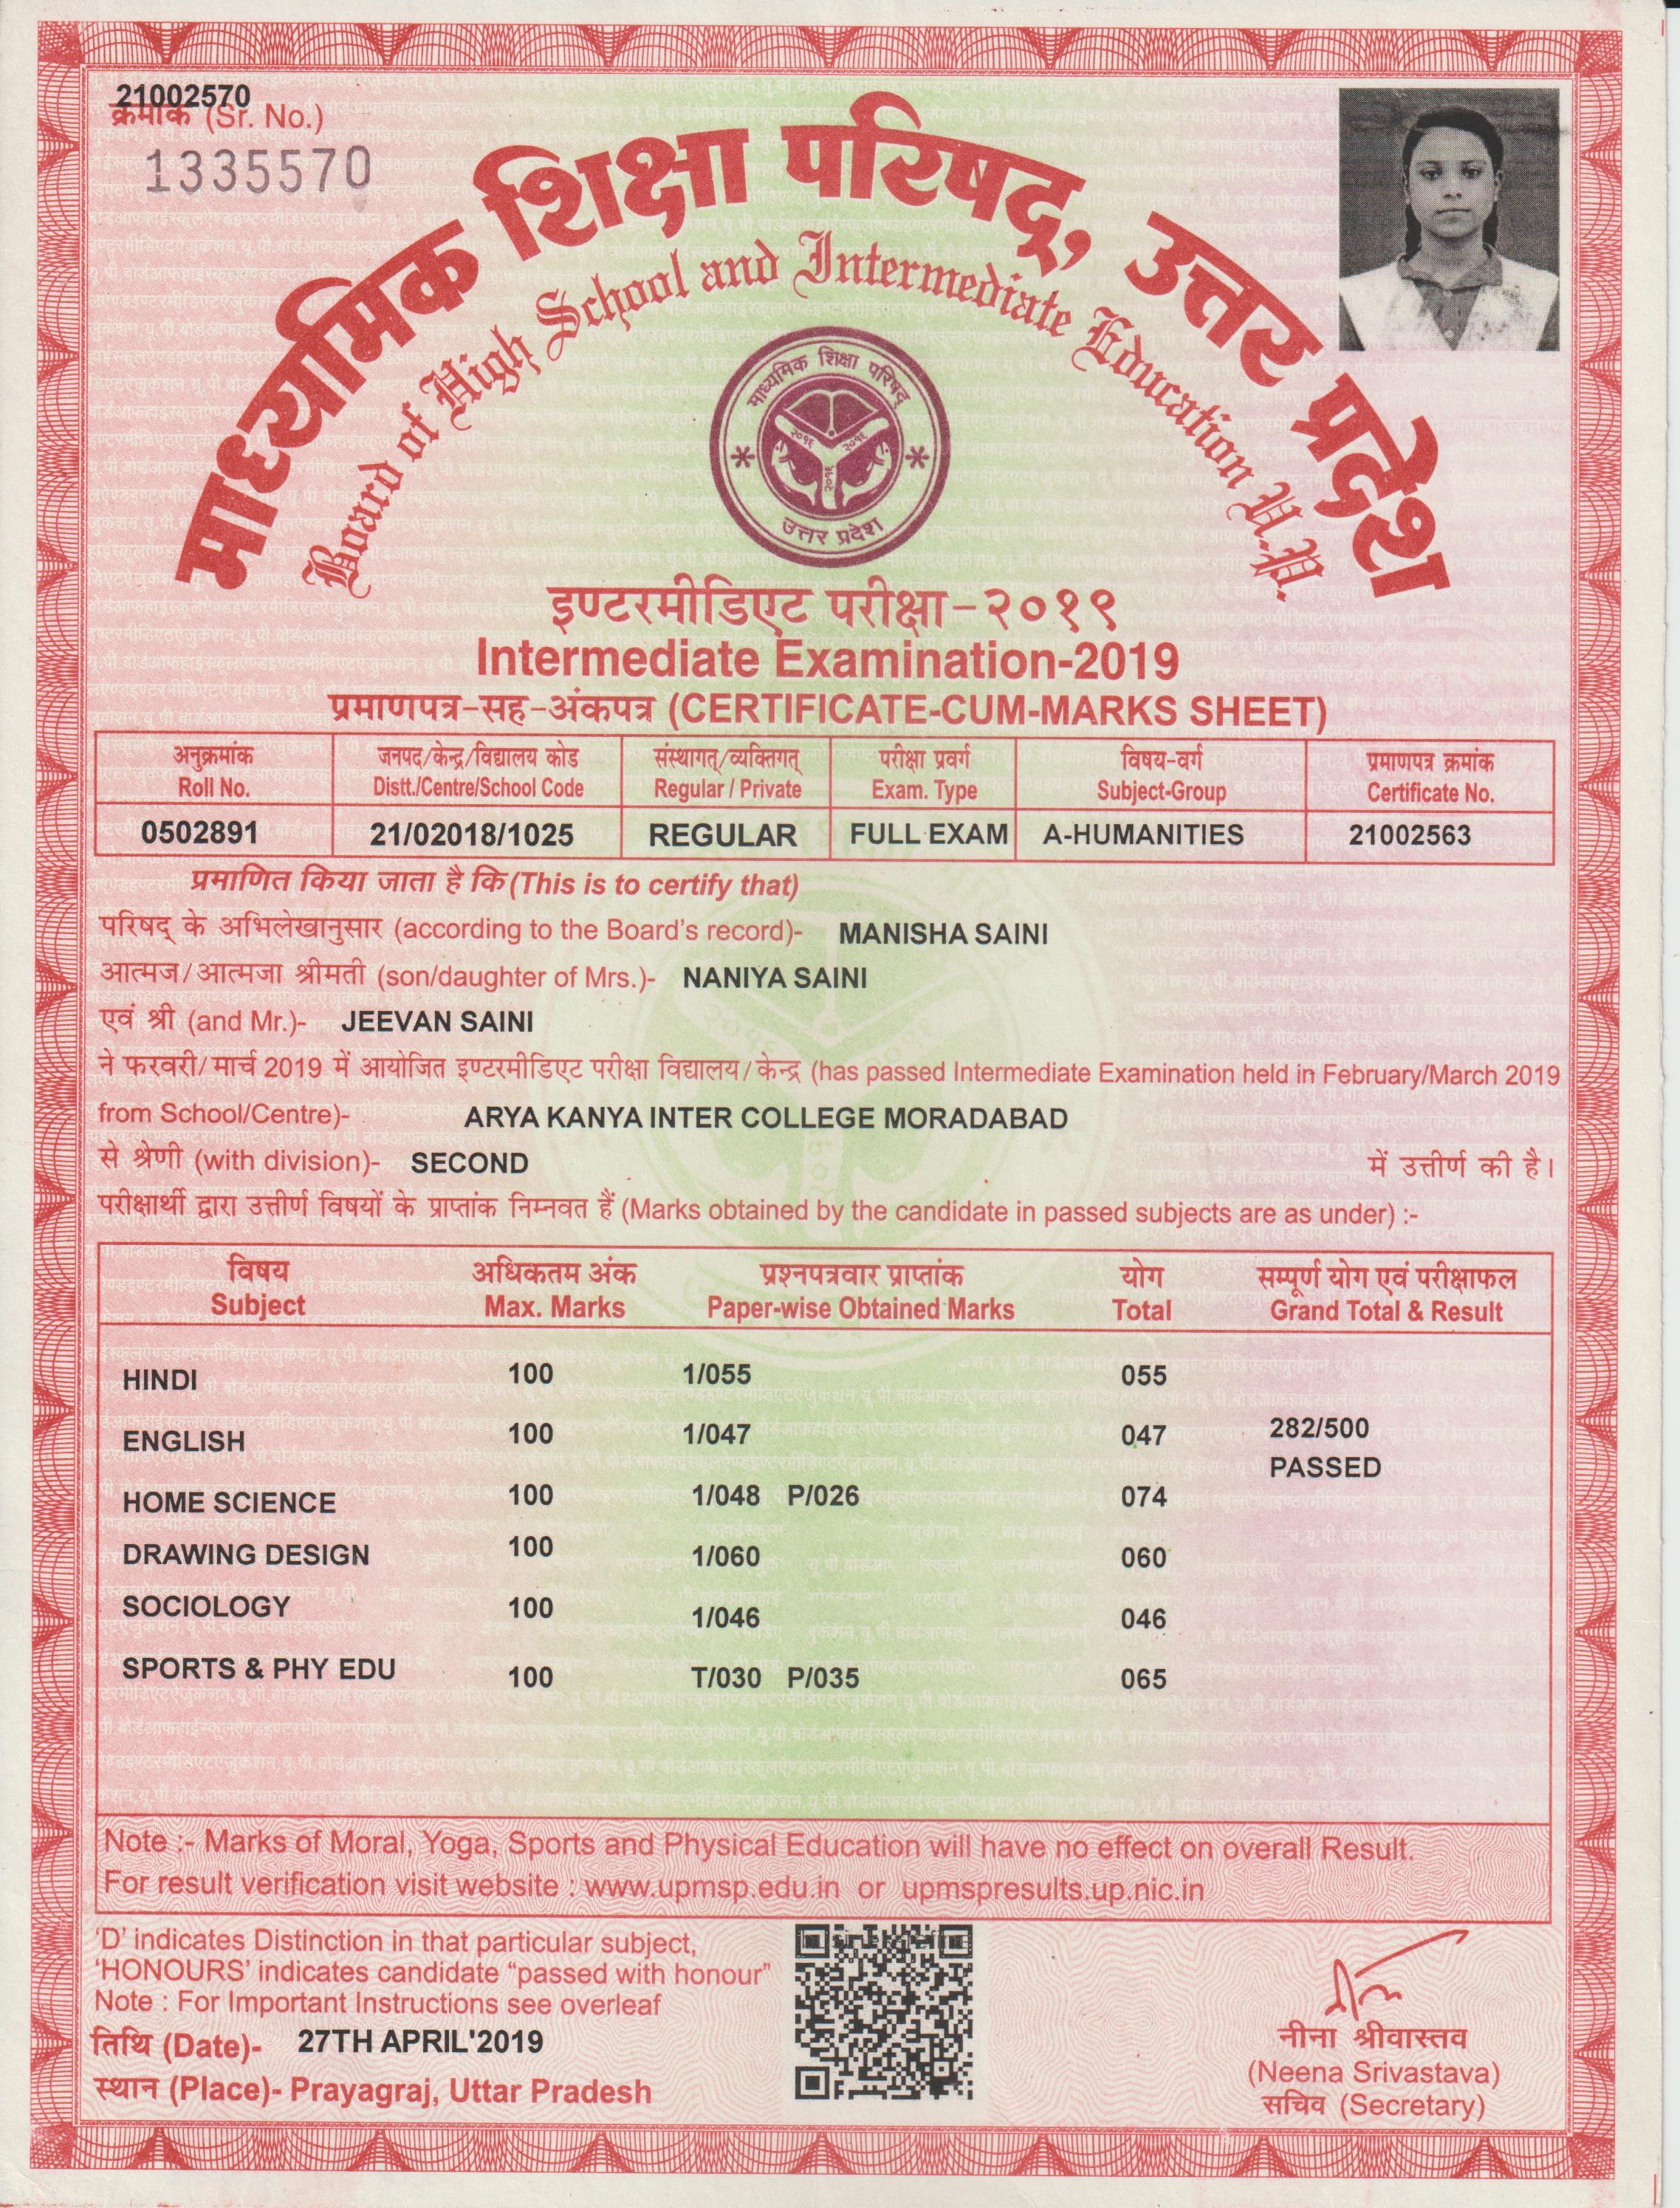 21002570
क्रमांक (Sr. No.)
1335570
माध्यमिक शिक्षा परिषद्, उत्तर प्रदेश
Board of High School and Intermediate Education U.P.
माध्यमिक शिक्षा परिषद्
उत्तर प्रदेश
इण्टरमीडिएट परीक्षा-२०१९
Intermediate Examination-2019
प्रमाणपत्र-सह-अंकपत्र (CERTIFICATE-CUM-MARKS SHEET)
अनुक्रमांक जनपद/केन्द्र/विद्यालय कोड संस्थागत्/व्यक्तिगत् परीक्षा प्रवर्ग विषय-वर्ग प्रमाणपत्र क्रमांक
Roll No. Distt./Centre/School Code Regular / Private Exam. Type Subject-Group Certificate No.
0502891 21/02018/1025 REGULAR FULL EXAM A-HUMANITIES 21002563
प्रमाणित किया जाता है कि (This is to certify that)
परिषद् के अभिलेखानुसार (according to the Board's record)- MANISHA SAINI
आत्मज/आत्मजा श्रीमती (son/daughter of Mrs.)- NANIYA SAINI
एवं श्री (and Mr.)- JEEVAN SAINI
ने फरवरी/मार्च 2019 में आयोजित इण्टरमीडिएट परीक्षा विद्यालय/केन्द्र (has passed Intermediate Examination held in February/March 2019
from School/Centre)- ARYA KANYA INTER COLLEGE MORADABAD
से श्रेणी (with division)- SECOND में उत्तीर्ण की है।
परीक्षार्थी द्वारा उत्तीर्ण विषयों के प्राप्तांक निम्नवत हैं (Marks obtained by the candidate in passed subjects are as under) :-
विषय अधिकतम अंक प्रश्नपत्रवार प्राप्तांक योग सम्पूर्ण योग एवं परीक्षाफल
Subject Max. Marks Paper-wise Obtained Marks Total Grand Total & Result
HINDI 100 1/055 055
ENGLISH 100 1/047 047 282/500
PASSED
HOME SCIENCE 100 1/048 P/026 074
DRAWING DESIGN 100 1/060 060
SOCIOLOGY 100 1/046 046
SPORTS & PHY EDU 100 T/030 P/035 065
Note :- Marks of Moral, Yoga, Sports and Physical Education will have no effect on overall Result.
For result verification visit website : www.upmsp.edu.in or upmspresults.up.nic.in
'D' indicates Distinction in that particular subject,
'HONOURS' indicates candidate "passed with honour"
Note : For Important Instructions see overleaf
तिथि (Date)- 27TH APRIL'2019
स्थान (Place)- Prayagraj, Uttar Pradesh
नीना श्रीवास्तव
(Neena Srivastava)
सचिव (Secretary)